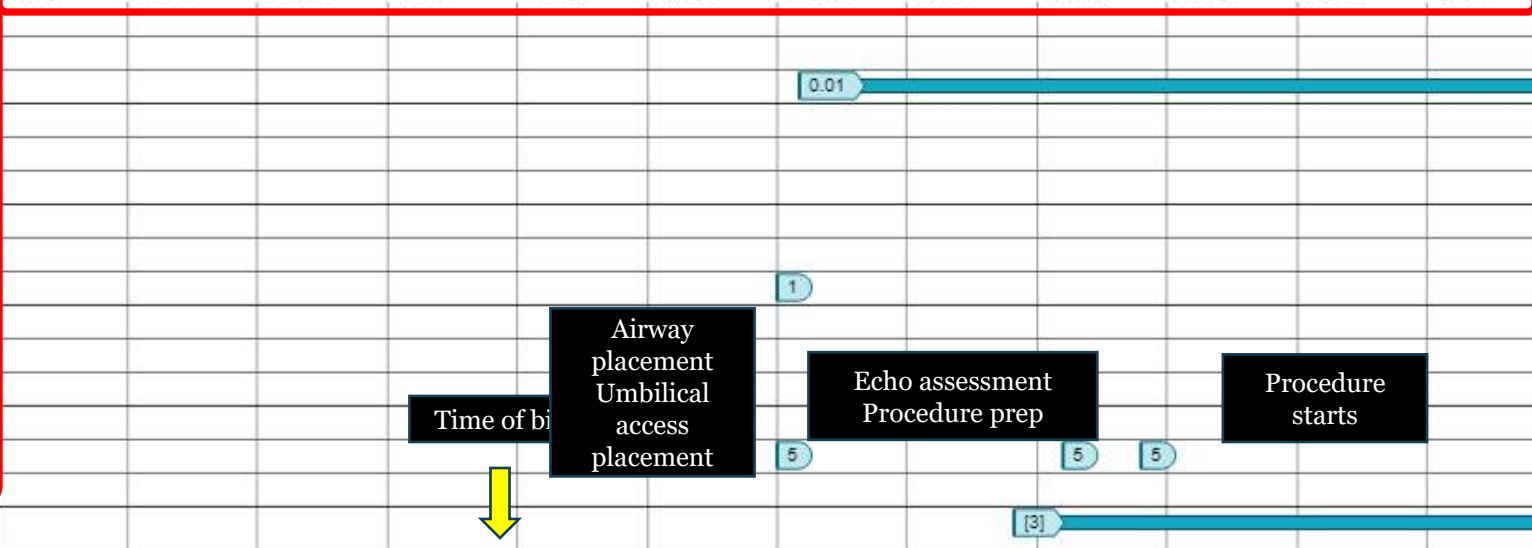 0.01
1
Airway
placement
Umbilical
access
placement
Echo assessment
Procedure prep
Procedure
starts
Time of bi
5
5
5
[3]